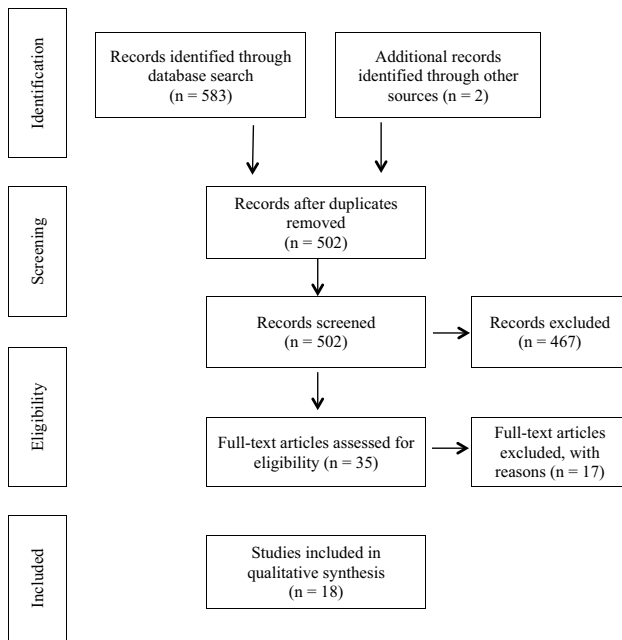 Identification
Records identified through
database search
(n = 583)
Additional records
identified through other
sources (n = 2)
Screening
Records after duplicates
removed
(n = 502)
Records screened
(n = 502)
Records excluded
(n = 467)
Eligibility
Full-text articles assessed for
eligibility (n = 35)
Full-text articles
excluded, with
reasons (n = 17)
Included
Studies included in
qualitative synthesis
(n = 18)